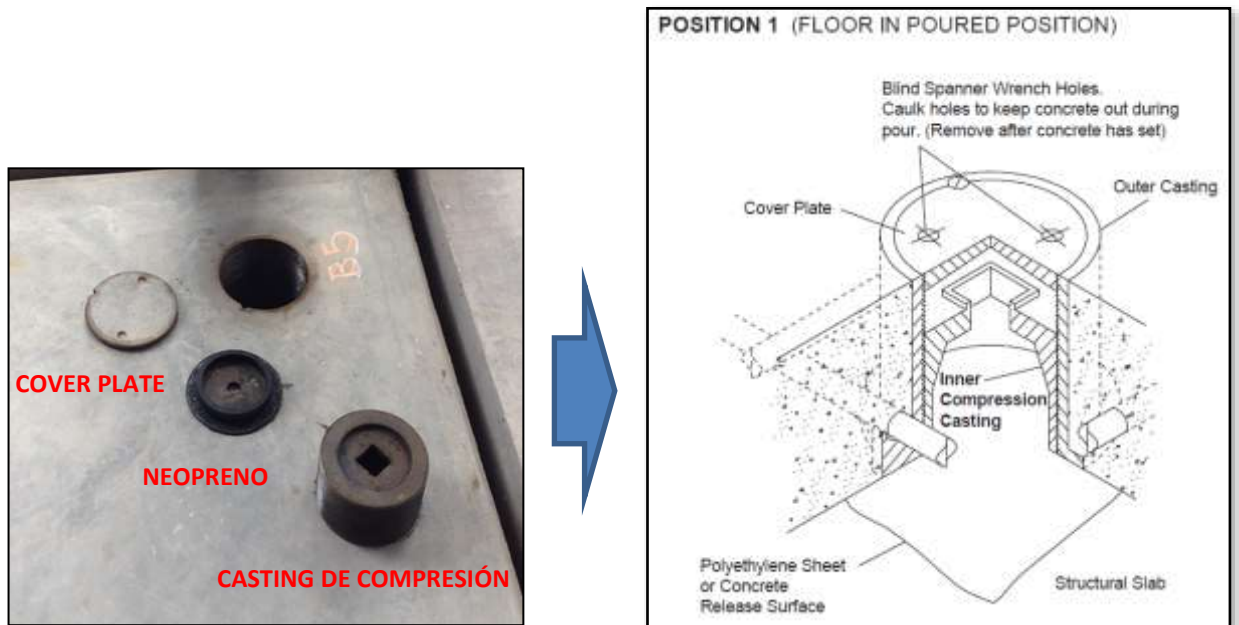 B5
COVER PLATE
NEOPRENO
CASTING DE COMPRESIÓN
POSITION 1 (FLOOR IN POURED POSITION)
Blind Spanner Wrench Holes.
Caulk holes to keep concrete out during
pour. (Remove after concrete has set)
Cover Plate
Outer Casting
Inner
Compression
Casting
Polyethylene Sheet
or Concrete
Release Surface
Structural Slab